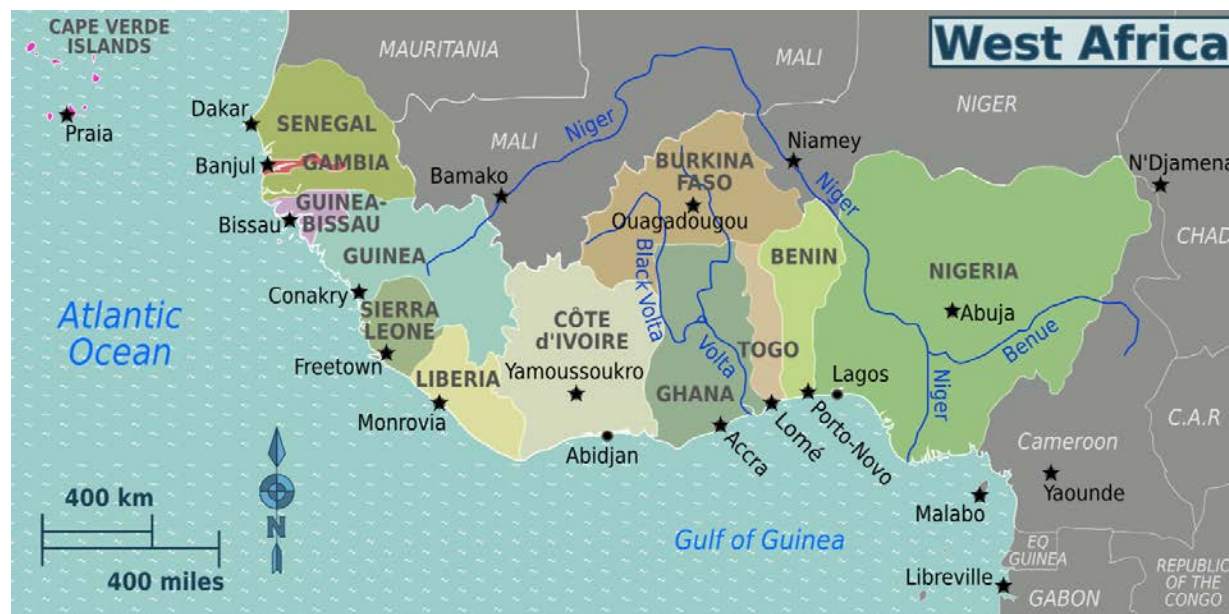 CAPE VERDE
ISLANDS
Praia
MAURITANIA
MALI
West Africa
NIGER
Dakar
SENEGAL
Banjul
GAMBIA
Niger
MALI
Bamako
BURKINA
FASO
Ouagadougou
Niamey
Niger
N'Djamena
CHAD
GUINEA-
BISSAU
Bissau
GUINEA
Black Volta
BENIN
NIGERIA
Abuja
Conakry
SIERRA
LEONE
Freetown
CÔTE
d'IVOIRE
Yamoussoukro
Volta
TOGO
Benue
Atlantic
Ocean
LIBERIA
Monrovia
GHANA
Lagos
Niger
Abidjan
Accra
Lomé
Porto-Novo
C.A.R
Cameroon
Yaounde
Malabo
400 km
N
400 miles
Gulf of Guinea
EQ
GUINEA
Libreville
GABON
REPUBLIC
OF THE
CONGO